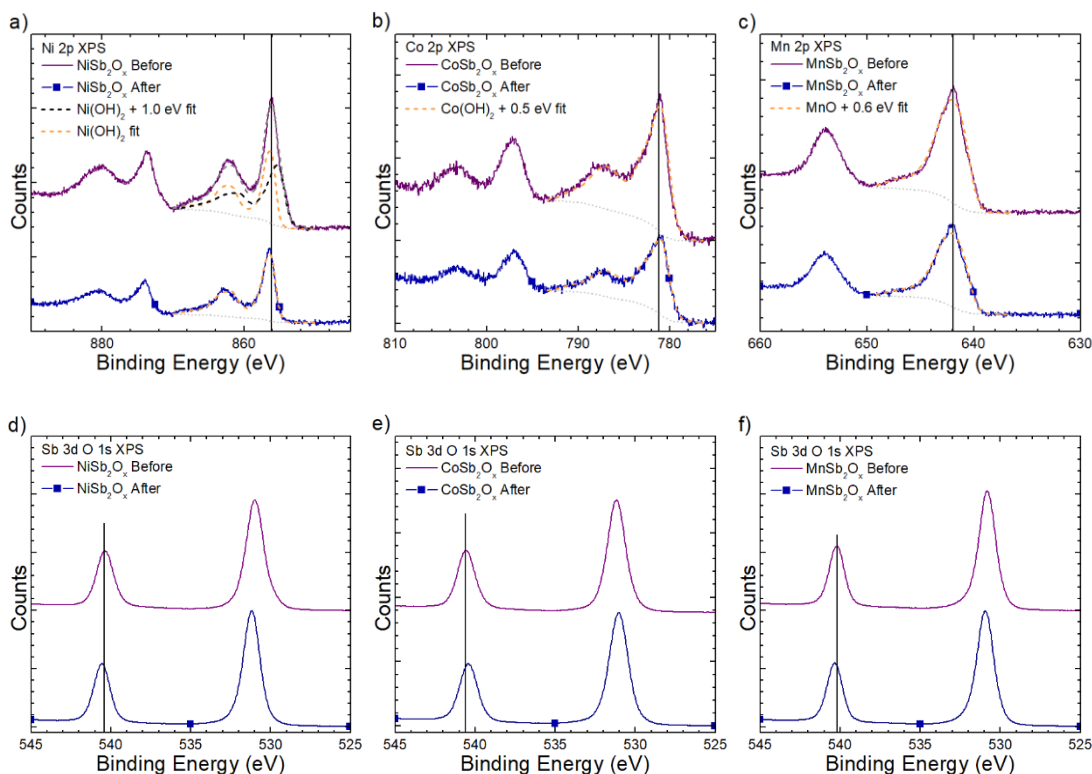 a)
Ni 2p XPS
NiSb₂Oₓ Before
NiSb₂Oₓ After
Ni(OH)₂ + 1.0 eV fit
Ni(OH)₂ fit
Counts
880 860
Binding Energy (eV)
b)
Co 2p XPS
CoSb₂Oₓ Before
CoSb₂Oₓ After
Co(OH)₂ + 0.5 eV fit
Counts
810 800 790 780
Binding Energy (eV)
c)
Mn 2p XPS
MnSb₂Oₓ Before
MnSb₂Oₓ After
MnO + 0.6 eV fit
Counts
660 650 640 630
Binding Energy (eV)
d)
Sb 3d O 1s XPS
NiSb₂Oₓ Before
NiSb₂Oₓ After
Counts
545 540 535 530 525
Binding Energy (eV)
e)
Sb 3d O 1s XPS
CoSb₂Oₓ Before
CoSb₂Oₓ After
Counts
545 540 535 530 525
Binding Energy (eV)
f)
Sb 3d O 1s XPS
MnSb₂Oₓ Before
MnSb₂Oₓ After
Counts
545 540 535 530 525
Binding Energy (eV)